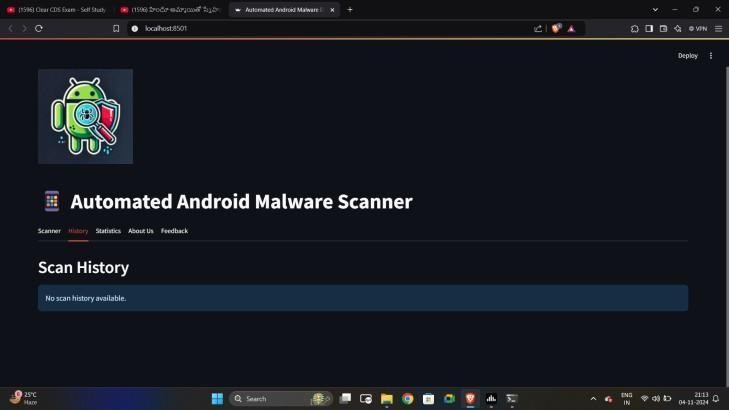 (1596) Clear CDS Exam - Self Study
(1596) హిందూ అమ్మాయితో
Automated Android Malware
localhost:8501
VPN
Deploy
Automated Android Malware Scanner
Scanner History Statistics About Us Feedback
Scan History
No scan history available.
25°C
Haze
Search
ENG
IN
21:13
04-11-2024